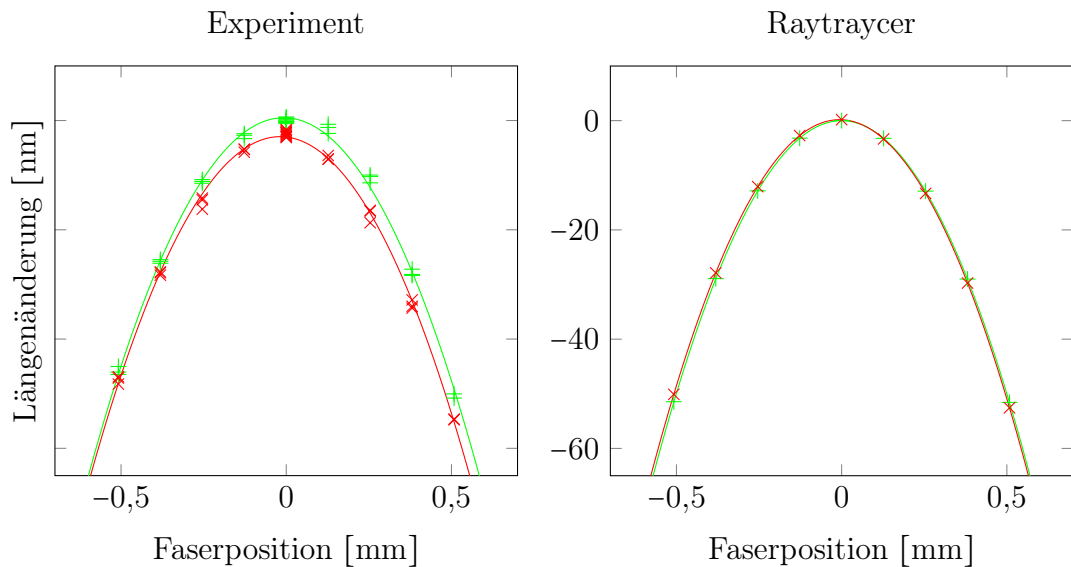 Experiment
Raytraycer
Längenänderung [nm]
0
−20
−40
−60
−0,5 0 0,5
−0,5 0 0,5
Faserposition [mm]
Faserposition [mm]